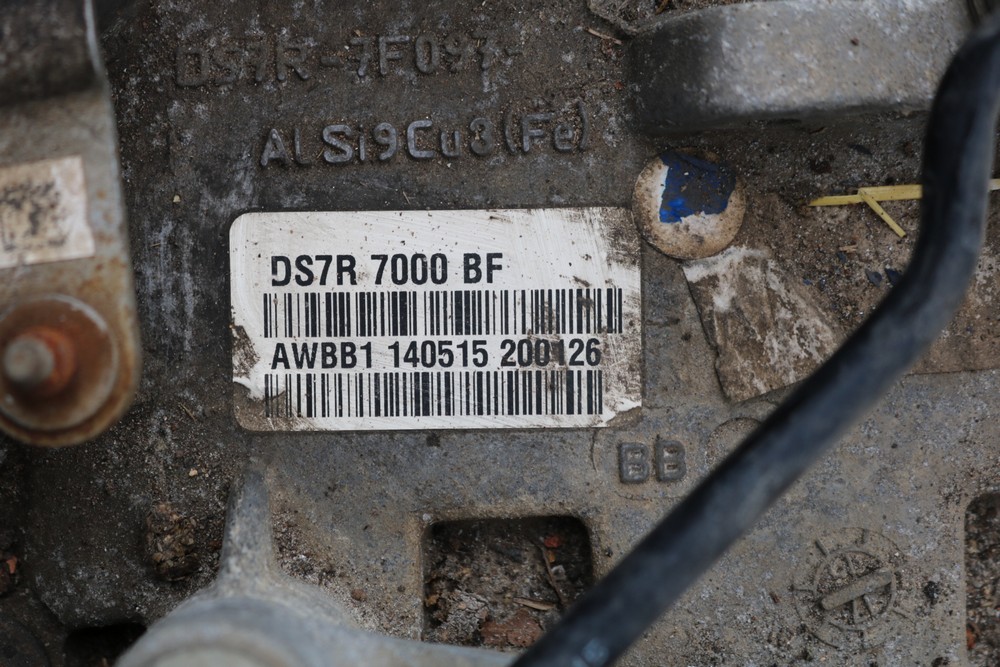 DS7R-7F097-
AlSi9Cu3(Fe)
DS7R 7000 BF
AWBB1 140515 200126
BB